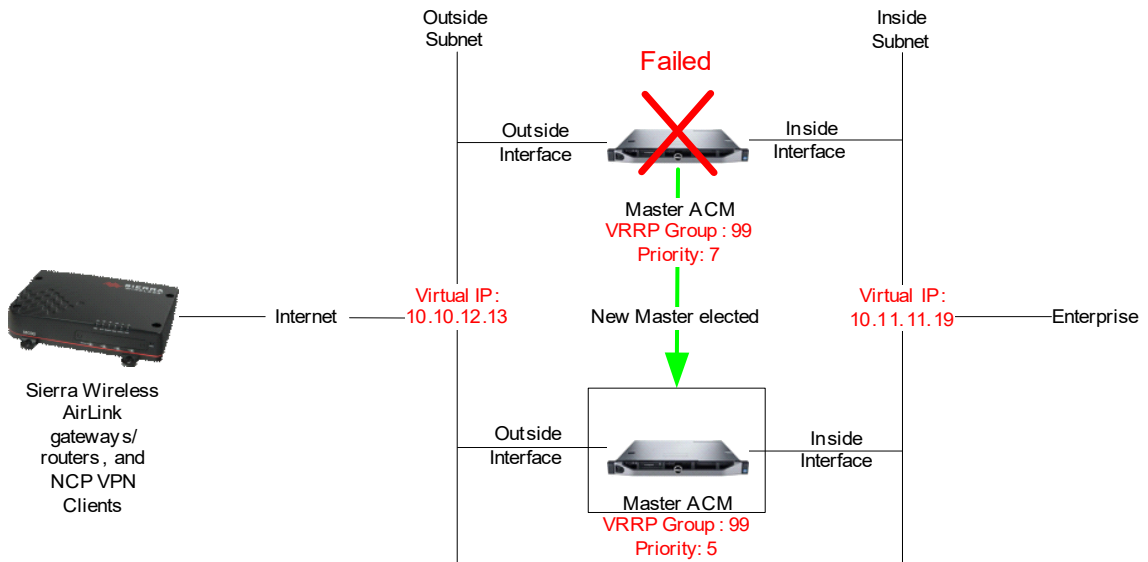 Outside
Subnet
Inside
Subnet
Failed
Outside
Interface
Inside
Interface
Master ACM
VRRP Group : 99
Priority: 7
SIERRA
Virtual IP:
10.10.12.13
Virtual IP:
10.11.11.19
Internet
New Master elected
Enterprise
Sierra Wireless
AirLink
gateways/
routers, and
NCP VPN
Clients
Outside
Interface
Inside
Interface
Master ACM
VRRP Group : 99
Priority: 5